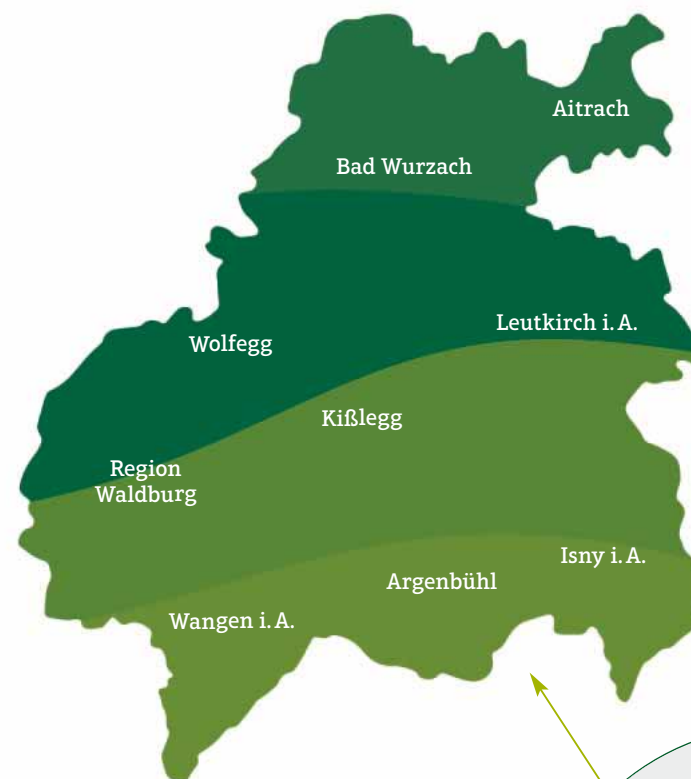 Aitrach
Bad Wurzach
Leutkirch i. A.
Wolfegg
Kißlegg
Region
Waldburg
Isny i. A.
Argenbühl
Wangen i. A.